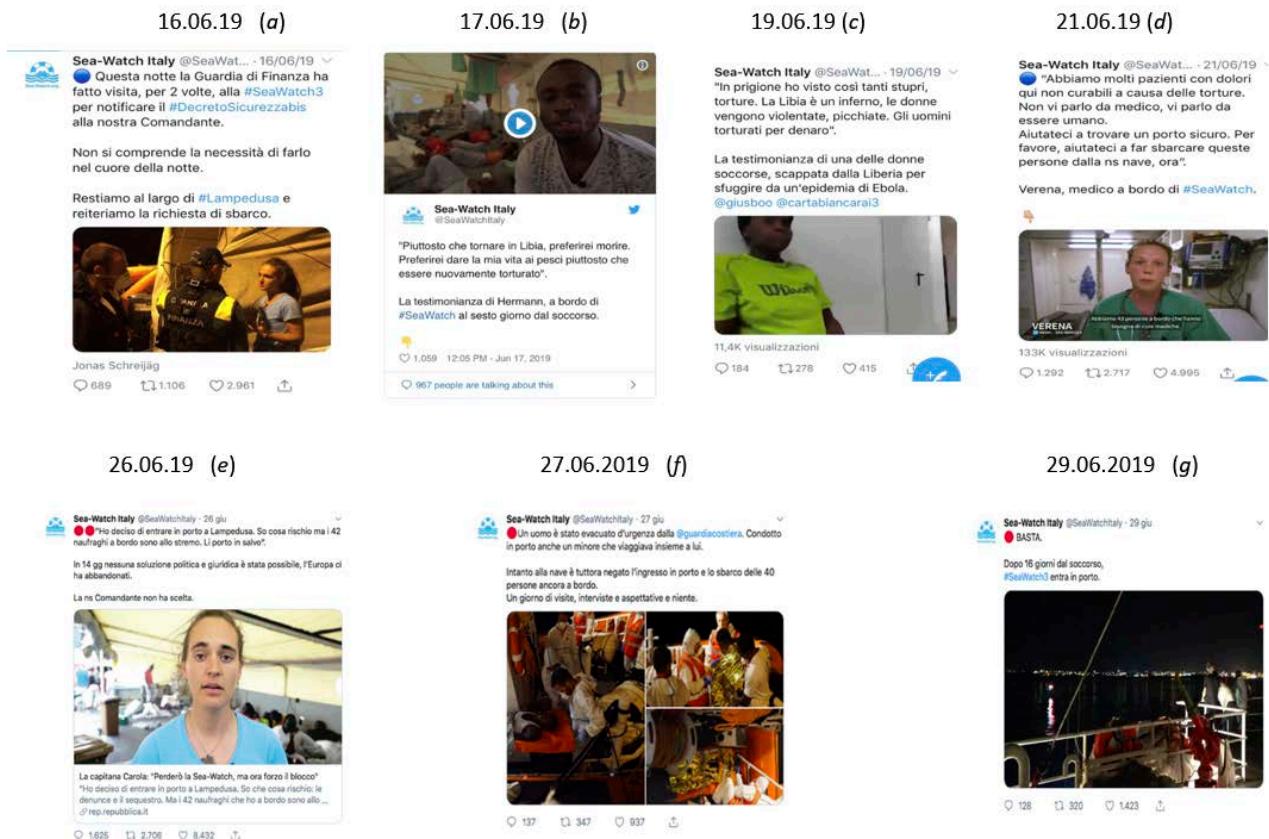 16.06.19 (a)
17.06.19 (b)
19.06.19 (c)
21.06.19 (d)
Sea-Watch Italy @SeaWat... · 16/06/19
Questa notte la Guardia di Finanza ha
fatto visita, per 2 volte, alla #SeaWatch3
per notificare il #DecretoSicurezzabis
alla nostra Comandante.
Non si comprende la necessità di farlo
nel cuore della notte.
Restiamo al largo di #Lampedusa e
reiteriamo la richiesta di sbarco.
GUARDIA
FINANZA
Jonas Schreijäg
689 1.106 2.961
Sea-Watch Italy
@SeaWatchItaly
"Piuttosto che tornare in Libia, preferirei morire.
Preferirei dare la mia vita ai pesci piuttosto che
essere nuovamente torturato".
La testimonianza di Hermann, a bordo di
#SeaWatch al sesto giorno dal soccorso.
1,059 12:05 PM - Jun 17, 2019
967 people are talking about this
Sea-Watch Italy @SeaWat... · 19/06/19
"In prigione ho visto così tanti stupri,
torture. La Libia è un inferno, le donne
vengono violentate, picchiate. Gli uomini
torturati per denaro".
La testimonianza di una delle donne
soccorse, scappata dalla Liberia per
sfuggire da un'epidemia di Ebola.
@giusboo @cartabiancarai3
Wilson
11,4K visualizzazioni
184 278 415
Sea-Watch Italy @SeaWat... · 21/06/19
"Abbiamo molti pazienti con dolori
qui non curabili a causa delle torture.
Non vi parlo da medico, vi parlo da
essere umano.
Aiutateci a trovare un porto sicuro. Per
favore, aiutateci a far sbarcare queste
persone dalla ns nave, ora".
Verena, medico a bordo di #SeaWatch.
VERENA
Abbiamo 43 persone a bordo che hanno
bisogno di cure mediche
133K visualizzazioni
1.292 2.717 4.995
26.06.19 (e)
27.06.2019 (f)
29.06.2019 (g)
Sea-Watch Italy @SeaWatchItaly · 26 giu
"Ho deciso di entrare in porto a Lampedusa. So cosa rischio ma i 42
naufraghi a bordo sono allo stremo. Li porto in salvo".
In 14 gg nessuna soluzione politica e giuridica è stata possibile, l'Europa ci
ha abbandonati.
La ns Comandante non ha scelta.
La capitana Carola: "Perderò la Sea-Watch, ma ora forzo il blocco"
"Ho deciso di entrare in porto a Lampedusa. So che cosa rischio: le
denunce e il sequestro. Ma i 42 naufraghi che ho a bordo sono allo ...
rep.repubblica.it
1.625 2.706 8.432
Sea-Watch Italy @SeaWatchItaly · 27 giu
Un uomo è stato evacuato d'urgenza dalla @guardiacostiera. Condotto
in porto anche un minore che viaggiava insieme a lui.
Intanto alla nave è tuttora negato l'ingresso in porto e lo sbarco delle 40
persone ancora a bordo.
Un giorno di visite, interviste e aspettative e niente.
137 347 937
Sea-Watch Italy @SeaWatchItaly · 29 giu
BASTA.
Dopo 16 giorni dal soccorso,
#SeaWatch3 entra in porto.
128 320 1.423